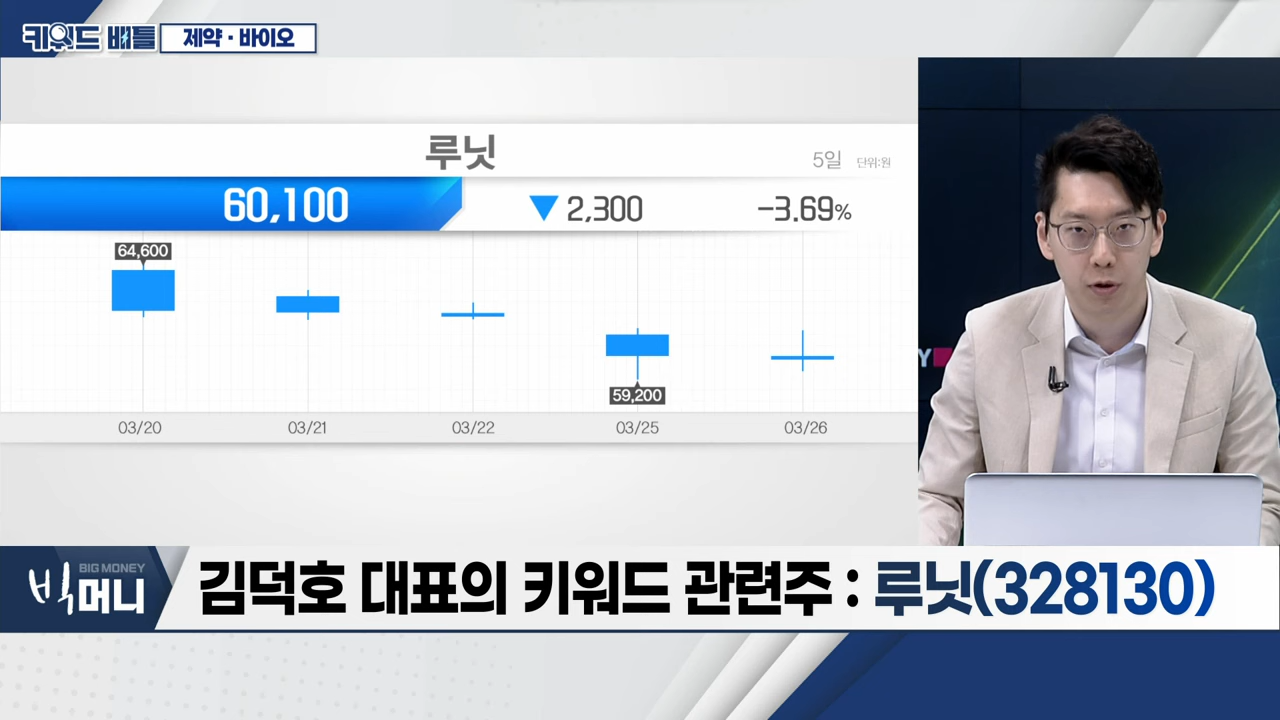 키워드 배틀 제약·바이오
루닛
5일 단위:원
60,100 ▼ 2,300 -3.69%
64,600
59,200
03/20 03/21 03/22 03/25 03/26
Y
BIG MONEY
빅머니
김덕호 대표의 키워드 관련주 : 루닛(328130)